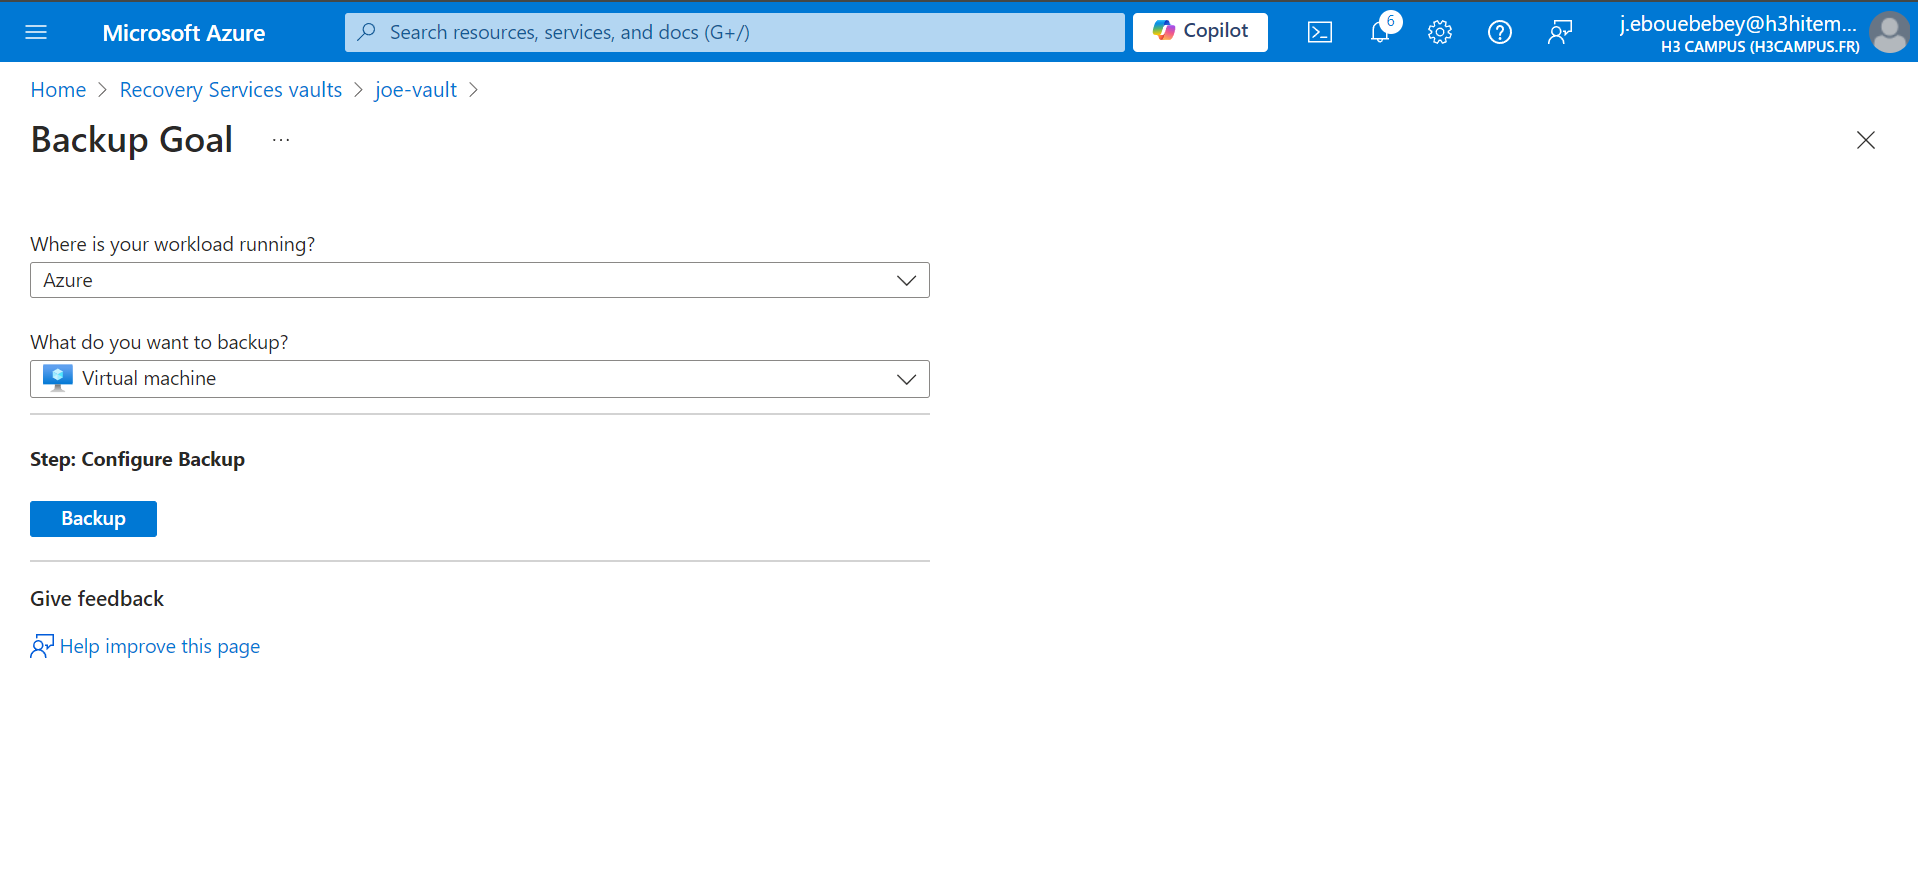 Microsoft Azure
Search resources, services, and docs (G+/)
Copilot
6
j.ebouebebey@h3hitem...
H3 CAMPUS (H3CAMPUS.FR)
Home > Recovery Services vaults > joe-vault >
Backup Goal ...
Where is your workload running?
Azure
What do you want to backup?
Virtual machine
Step: Configure Backup
Backup
Give feedback
Help improve this page